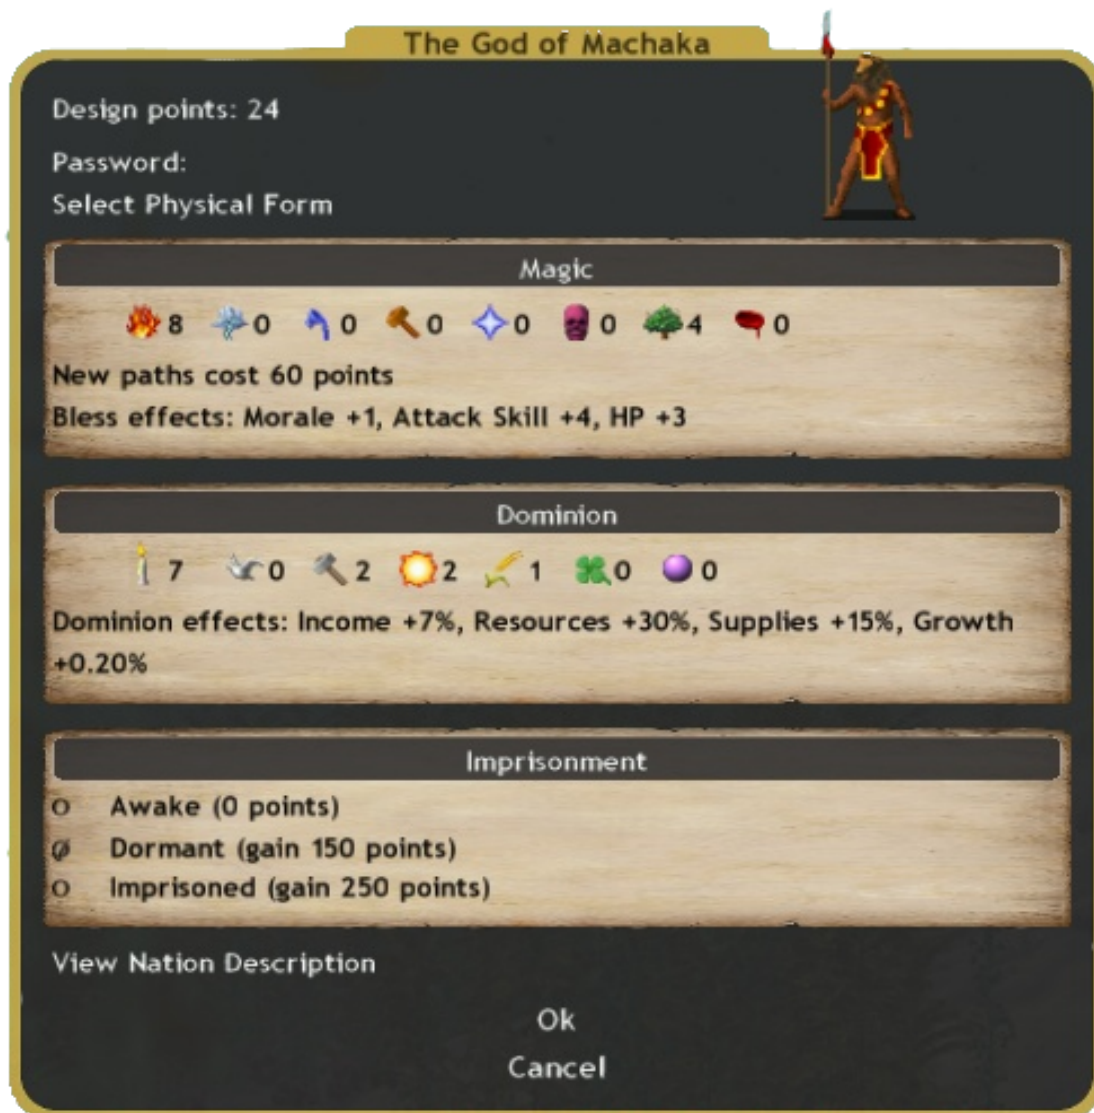 The God of Machaka
Design points: 24
Password:
Select Physical Form
Magic
8 0 0 0 0 0 4 0
New paths cost 60 points
Bless effects: Morale +1, Attack Skill +4, HP +3
Dominion
7 0 2 2 1 0 0
Dominion effects: Income +7%, Resources +30%, Supplies +15%, Growth
+0.20%
Imprisonment
Awake (0 points)
Dormant (gain 150 points)
Imprisoned (gain 250 points)
View Nation Description
Ok
Cancel